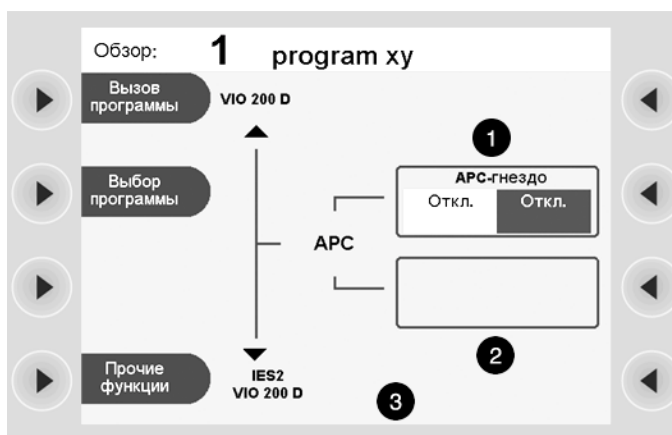 Обзор: 1 program xy
Вызов
программы
VIO 200 D
1
Выбор
программы
АРС-гнездо
Откл. Откл.
APC
2
Прочие
функции
IES2
VIO 200 D
3